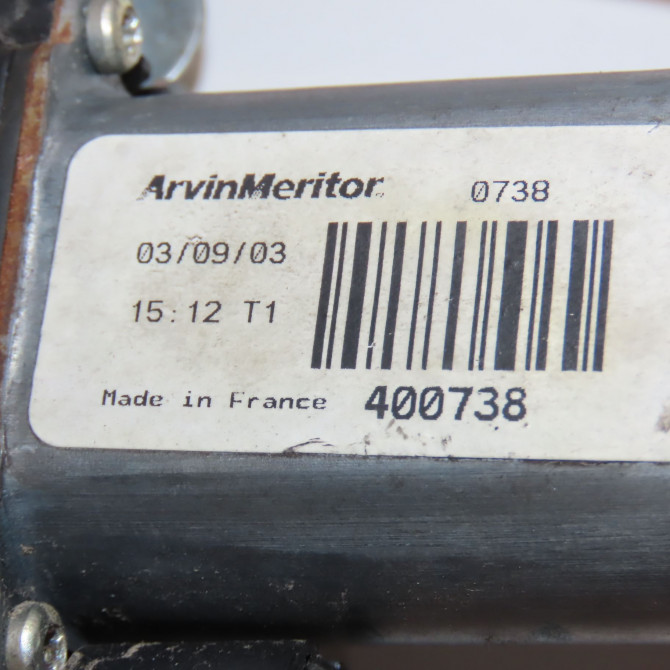 ArvinMeritor 0738
03/09/03
15:12 T1
Made in France 400738